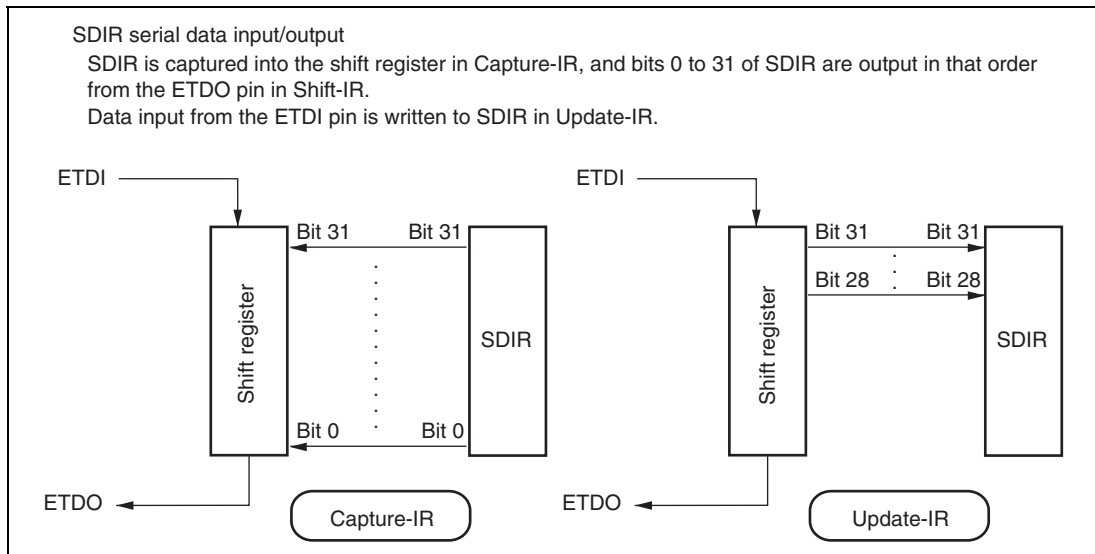 SDIR serial data input/output
SDIR is captured into the shift register in Capture-IR, and bits 0 to 31 of SDIR are output in that order
from the ETDO pin in Shift-IR.
Data input from the ETDI pin is written to SDIR in Update-IR.
ETDI
Bit 31 Bit 31
Shift register
SDIR
Bit 0 Bit 0
ETDO
Capture-IR
ETDI
Bit 31 Bit 31
Bit 28 Bit 28
Shift register
SDIR
ETDO
Update-IR